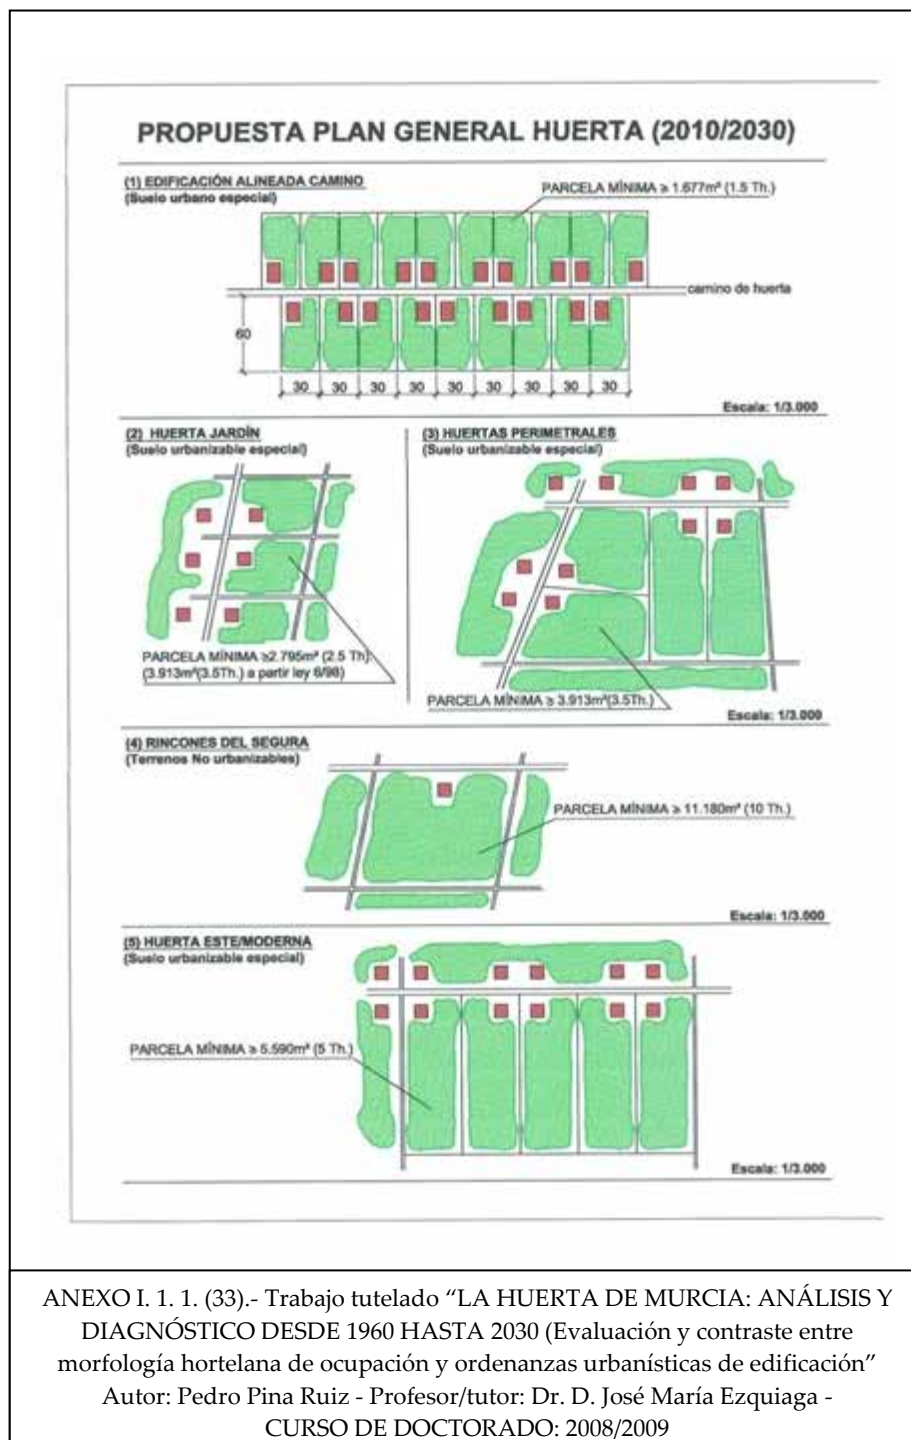 PROPUESTA PLAN GENERAL HUERTA (2010/2030)
(1) EDIFICACIÓN ALINEADA CAMINO
(Suelo urbano especial)
PARCELA MÍNIMA ≥ 1.677m² (1.5 Th.)
camino de huerta
60
30 30 30 30 30 30 30 30 30
Escala: 1/3.000
(2) HUERTA JARDÍN
(Suelo urbanizable especial)
PARCELA MÍNIMA ≥2.795m² (2.5 Th)
(3.913m²(3.5Th.) a partir ley 6/98)
(3) HUERTAS PERIMETRALES
(Suelo urbanizable especial)
PARCELA MÍNIMA ≥ 3.913m²(3.5Th.)
Escala: 1/3.000
(4) RINCONES DEL SEGURA
(Terrenos No urbanizables)
PARCELA MÍNIMA ≥ 11.180m² (10 Th.)
Escala: 1/3.000
(5) HUERTA ESTE/MODERNA
(Suelo urbanizable especial)
PARCELA MÍNIMA ≥ 5.590m² (5 Th.)
Escala: 1/3.000
ANEXO I. 1. 1. (33).- Trabajo tutelado “LA HUERTA DE MURCIA: ANÁLISIS Y
DIAGNÓSTICO DESDE 1960 HASTA 2030 (Evaluación y contraste entre
morfología hortelana de ocupación y ordenanzas urbanísticas de edificación”
Autor: Pedro Pina Ruiz - Profesor/tutor: Dr. D. José María Ezquiaga -
CURSO DE DOCTORADO: 2008/2009